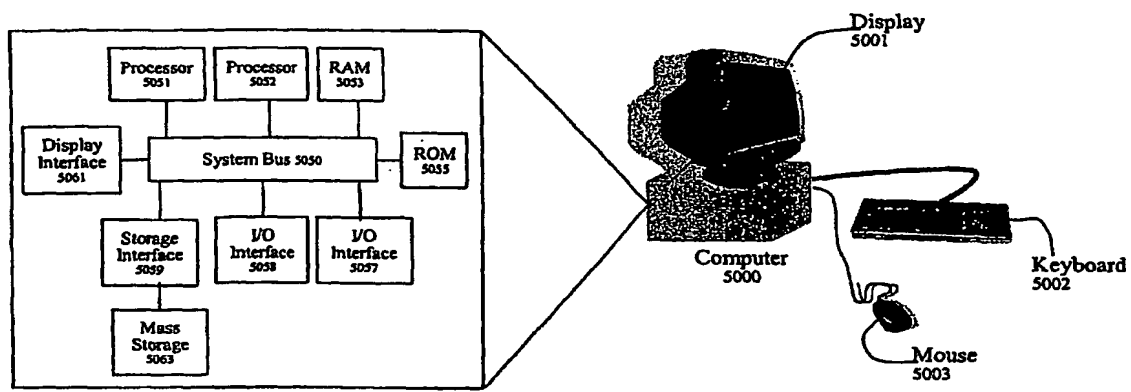 Display
5001
Processor
5051
Processor
5052
RAM
5053
Display
Interface
5061
System Bus 5050
ROM
5055
Storage
Interface
5059
I/O
Interface
5058
I/O
Interface
5057
Mass
Storage
5063
Computer
5000
Keyboard
5002
Mouse
5003